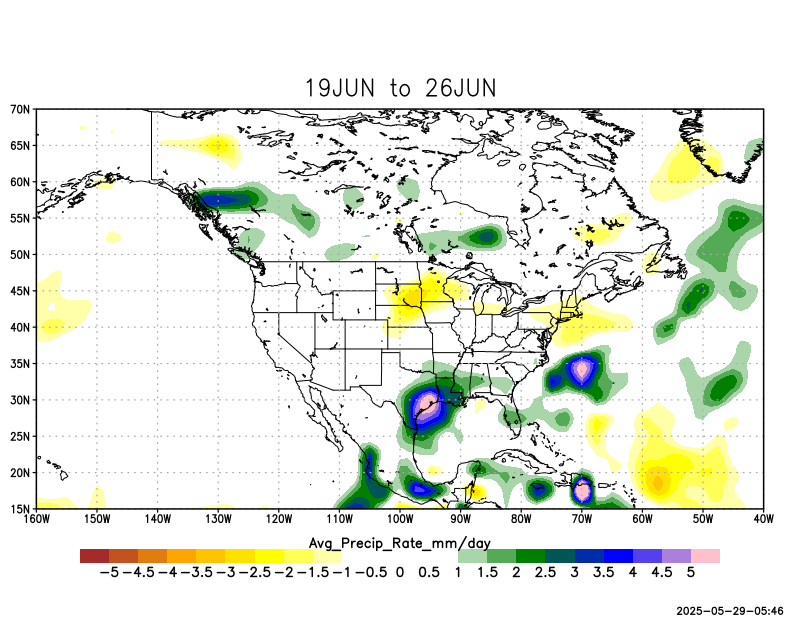 19JUN to 26JUN
70N
65N
60N
55N
50N
45N
40N
35N
30N
25N
20N
15N
160W 150W 140W 130W 120W 110W 100W 90W 80W 70W 60W 50W 40W
Avg_Precip_Rate_mm/day
-5 -4.5 -4 -3.5 -3 -2.5 -2 -1.5 -1 -0.5 0 0.5 1 1.5 2 2.5 3 3.5 4 4.5 5
2025-05-29-05:46